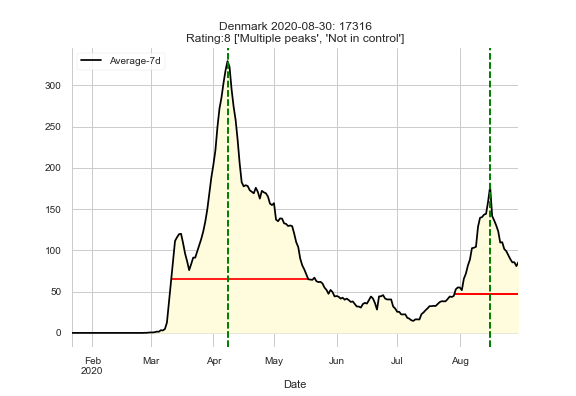 Denmark 2020-08-30: 17316
Rating:8 ['Multiple peaks', 'Not in control']
Average-7d
300
250
200
150
100
50
0
Feb
2020
Mar
Apr
May
Jun
Jul
Aug
Date